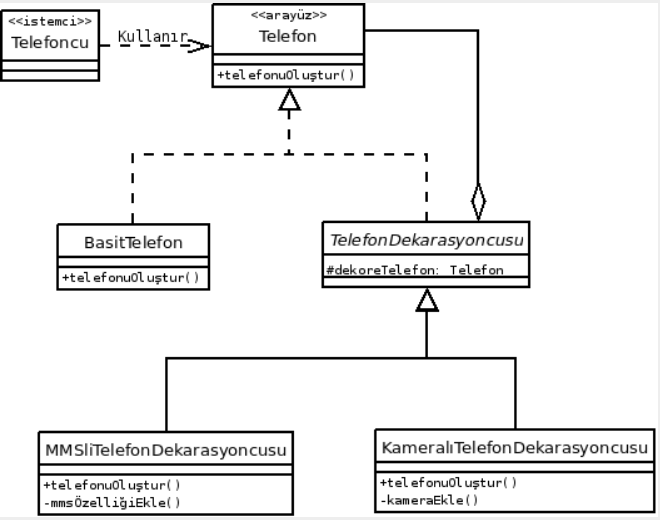 <<istemci>>
Telefoncu
Kullanır
<<arayüz>>
Telefon
+telefonuOluştur()
BasitTelefon
+telefonuOluştur()
TelefonDekarasyoncusu
#dekoreTelefon: Telefon
MMSliTelefonDekarasyoncusu
+telefonuOluştur()
-mmsÖzelliğiEkle()
KameralıTelefonDekarasyoncusu
+telefonuOluştur()
-kameraEkle()